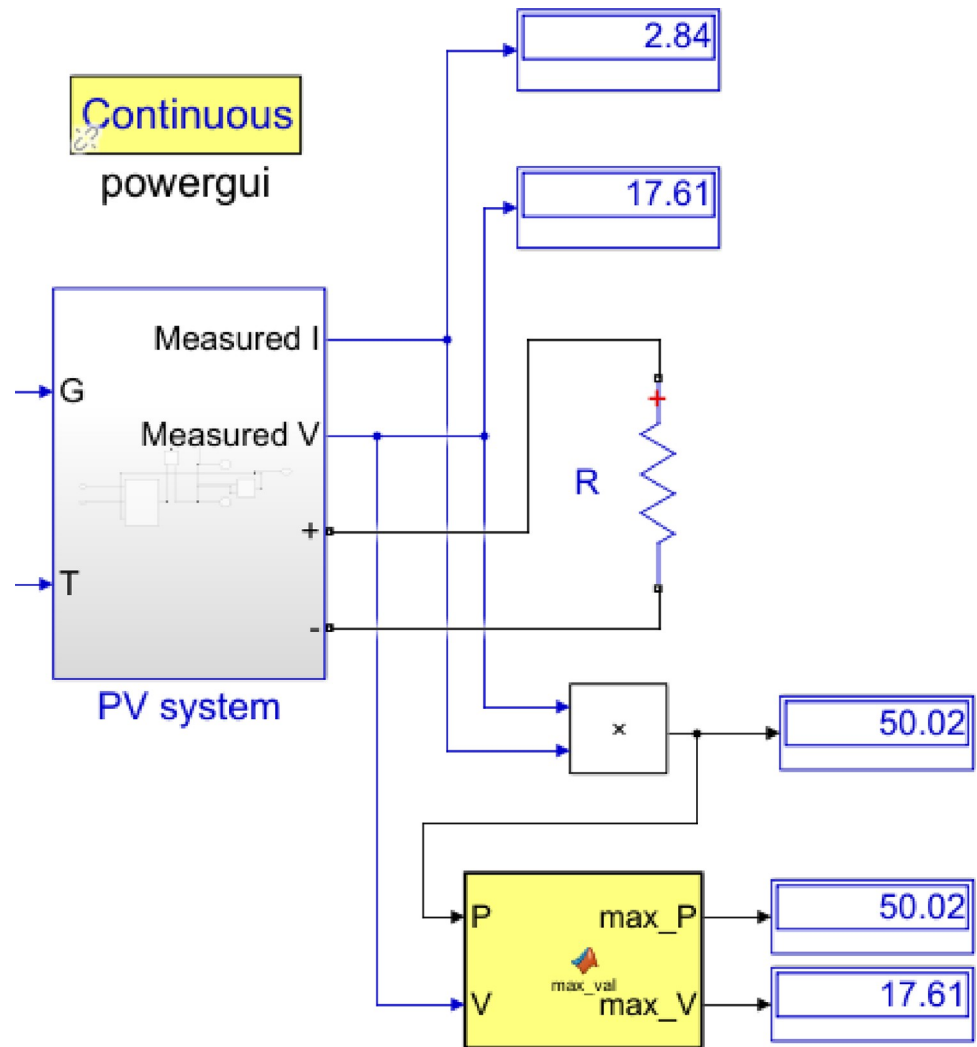 2.84
Continuous
powergui
17.61
Measured I
G
Measured V
+
R
+
T
-
PV system
×
50.02
P
max_P
50.02
max_val
V
max_V
17.61